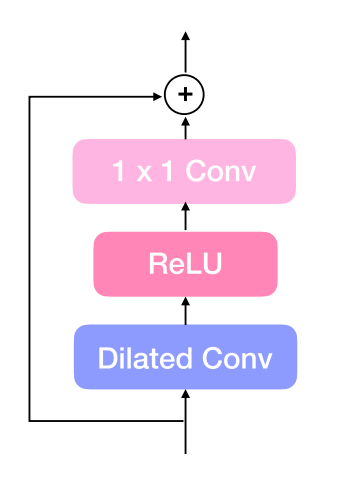 +
1 x 1 Conv
ReLU
Dilated Conv